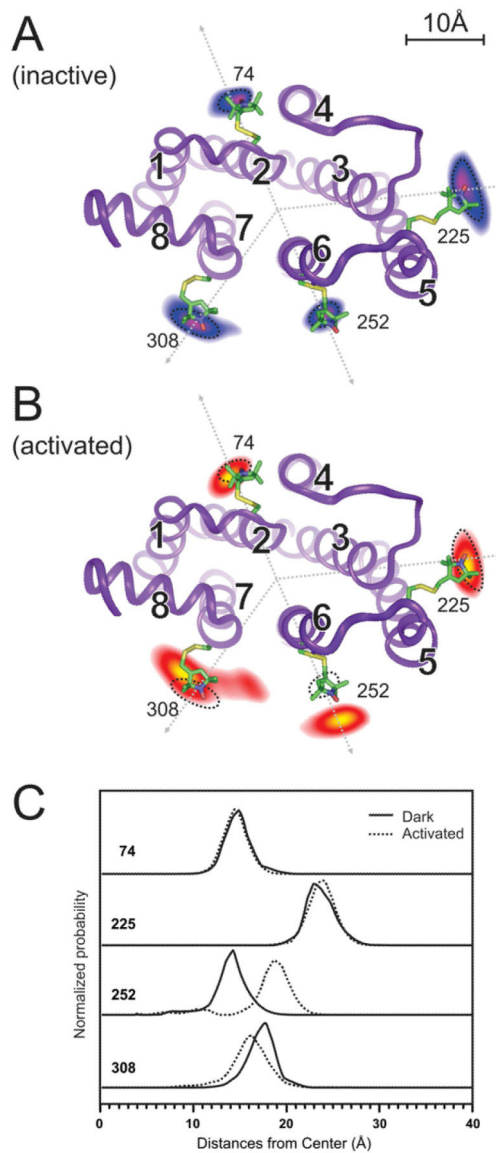 A
(inactive)
10Å
74
4
1
2
3
225
8
7
6
5
308
252
B
(activated)
74
4
1
2
3
225
8
7
6
5
308
252
C
Normalized probability
Dark
Activated
74
225
252
308
0 10 20 30 40
Distances from Center (Å)